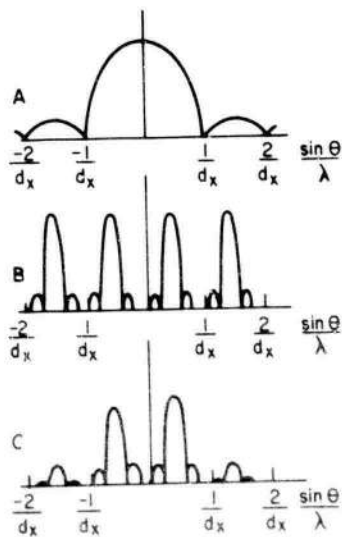 A
-2/dx -1/dx 1/dx 2/dx sin θ/λ
B
-2/dx -1/dx 1/dx 2/dx sin θ/λ
C
-2/dx -1/dx 1/dx 2/dx sin θ/λ